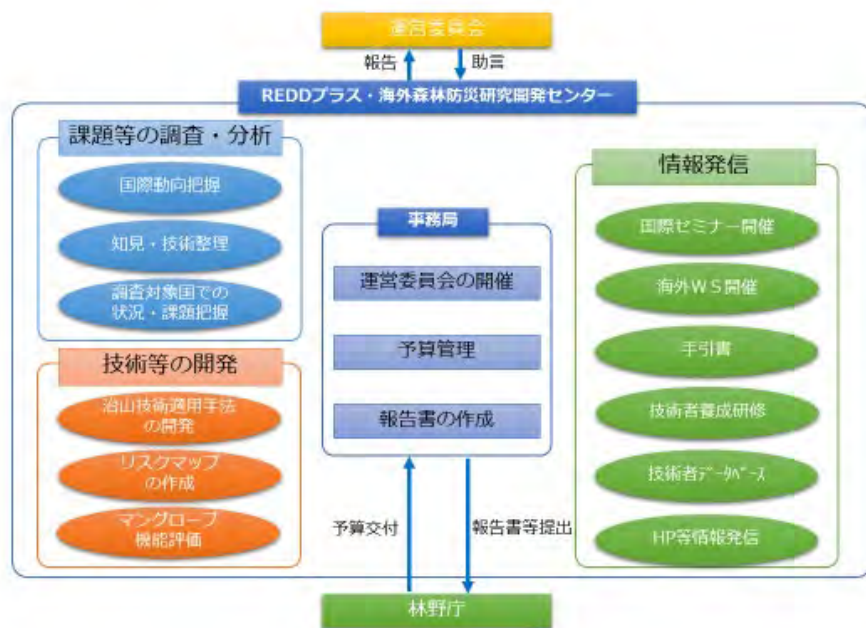 運営委員会
報告
助言
REDDプラス・海外森林防災研究開発センター
課題等の調査・分析
国際動向把握
知見・技術整理
調査対象国での
状況・課題把握
技術等の開発
治山技術適用手法
の開発
リスクマップ
の作成
マングローブ
機能評価
事務局
運営委員会の開催
予算管理
報告書の作成
予算交付
報告書等提出
情報発信
国際セミナー開催
海外WS開催
手引書
技術者養成研修
技術者ﾃﾞｰﾀﾍﾞｰｽ
HP等情報発信
林野庁